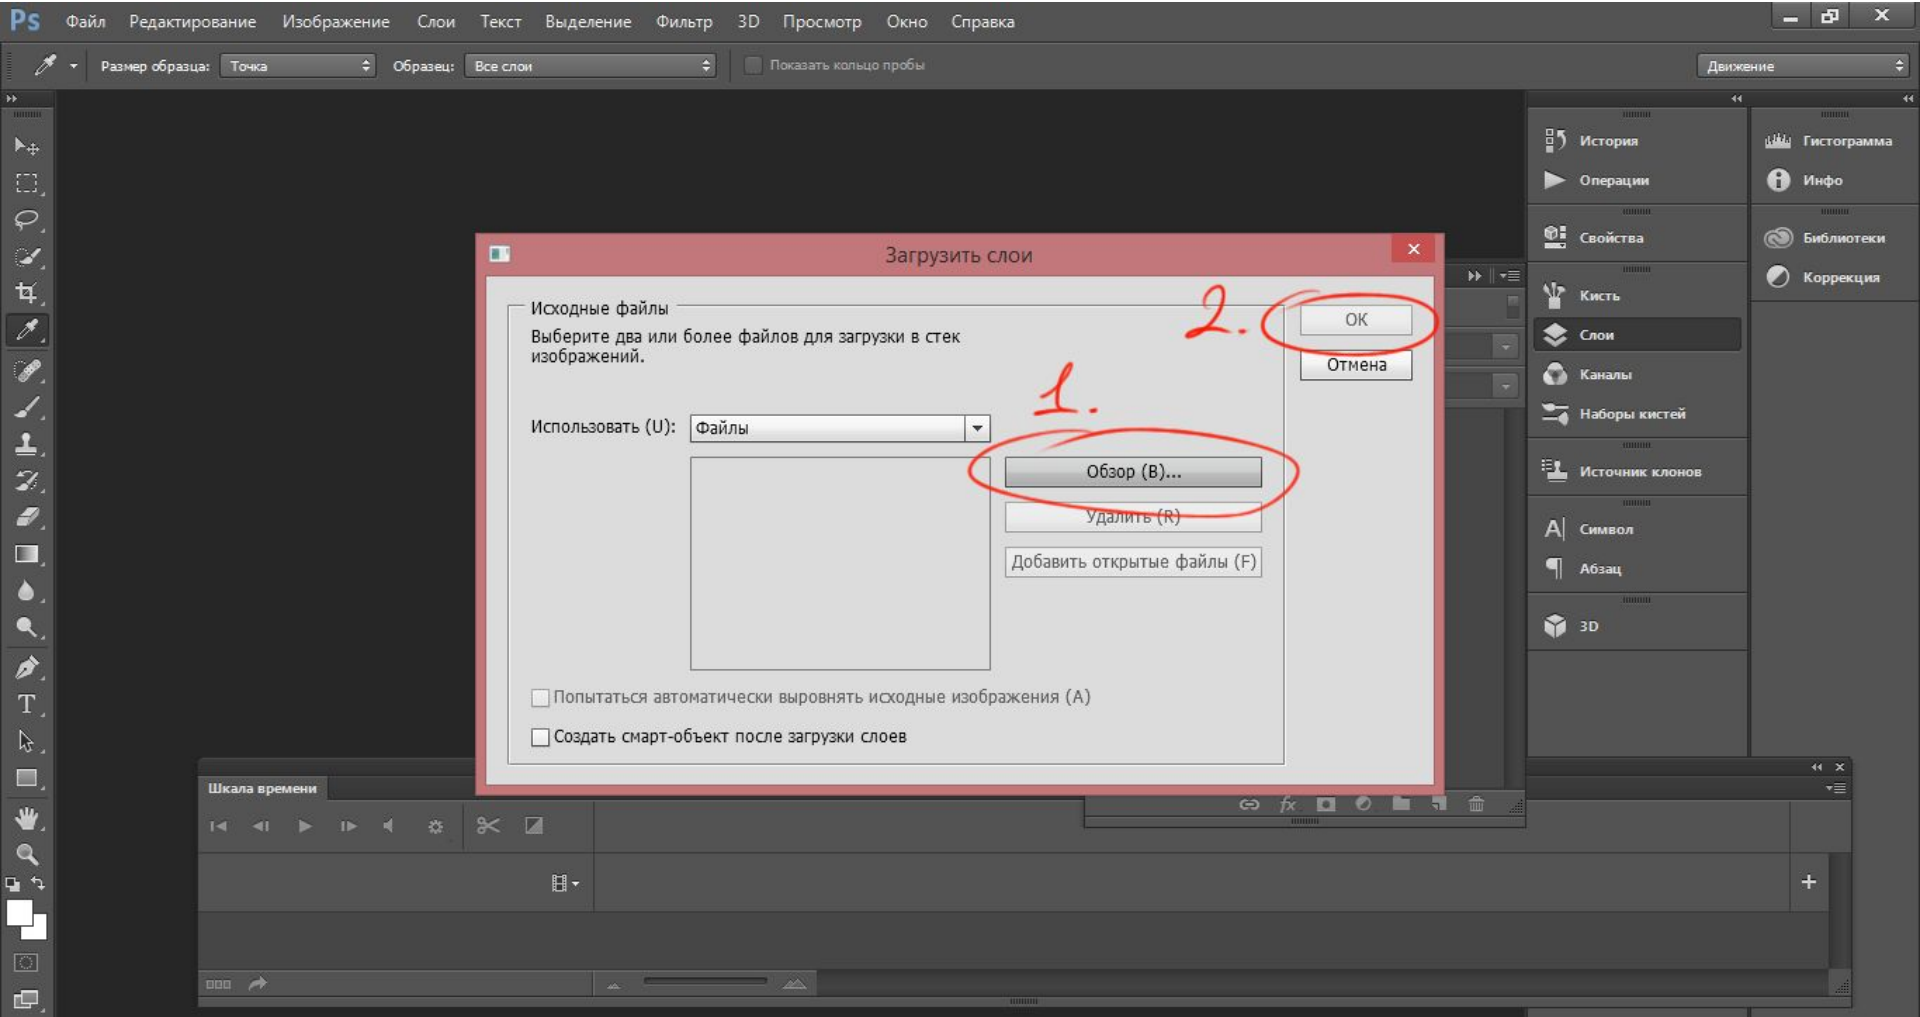 Ps Файл Редактирование Изображение Слои Текст Выделение Фильтр 3D Просмотр Окно Справка
Размер образца: Точка Образец: Все слои Показать кольцо пробы Движение
История
Операции
Свойства
Кисть
Слои
Каналы
Наборы кистей
Источник клонов
Символ
Абзац
3D
Гистограмма
Инфо
Библиотеки
Коррекция
Загрузить слои
Исходные файлы
Выберите два или более файлов для загрузки в стек
изображений.
2.
OK
Отмена
1.
Использовать (U): Файлы
Обзор (B)...
Удалить (R)
Добавить открытые файлы (F)
Попытаться автоматически выровнять исходные изображения (A)
Создать смарт-объект после загрузки слоев
fx
Шкала времени